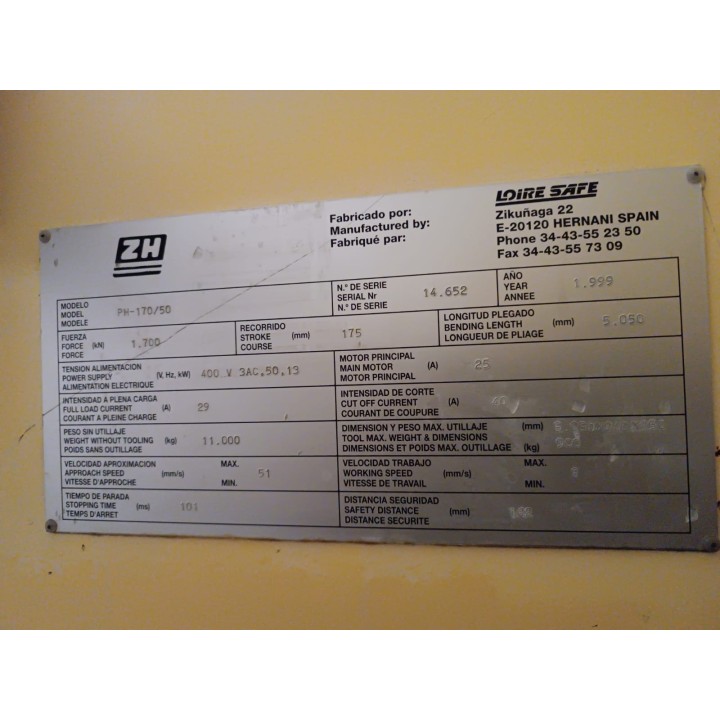 ZH
Fabricado por:
Manufactured by:
Fabriqué par:
LOIRE SAFE
Zikuñaga 22
E-20120 HERNANI SPAIN
Phone 34-43-55 23 50
Fax 34-43-55 73 09
MODELO
MODEL
MODELE
PH-170/50
N.º DE SERIE
SERIAL Nr
N.º DE SERIE
14.652
AÑO
YEAR
ANNEE
1.999
FUERZA
FORCE (kN)
FORCE
1.700
RECORRIDO
STROKE (mm)
COURSE
175
LONGITUD PLEGADO
BENDING LENGTH (mm)
LONGUEUR DE PLIAGE
5.050
TENSION ALIMENTACION
POWER SUPPLY (V, Hz, kW)
ALIMENTATION ELECTRIQUE
400 V 3AC,50,13
MOTOR PRINCIPAL
MAIN MOTOR (A)
MOTOR PRINCIPAL
25
INTENSIDAD A PLENA CARGA
FULL LOAD CURRENT (A)
COURANT A PLEINE CHARGE
29
INTENSIDAD DE CORTE
CUT OFF CURRENT (A)
COURANT DE COUPURE
PESO SIN UTILLAJE
WEIGHT WITHOUT TOOLING (kg)
POIDS SANS OUTILLAGE
11.000
DIMENSION Y PESO MAX. UTILLAJE (mm)
TOOL MAX. WEIGHT & DIMENSIONS
DIMENSIONS ET POIDS MAX. OUTILLAGE (kg)
VELOCIDAD APROXIMACION MAX.
APPROACH SPEED (mm/s)
VITESSE D'APPROCHE MIN.
51
VELOCIDAD TRABAJO MAX.
WORKING SPEED (mm/s)
VITESSE DE TRAVAIL MIN.
8
TIEMPO DE PARADA
STOPPING TIME (ms)
TEMPS D'ARRET
101
DISTANCIA SEGURIDAD
SAFETY DISTANCE (mm)
DISTANCE SECURITE